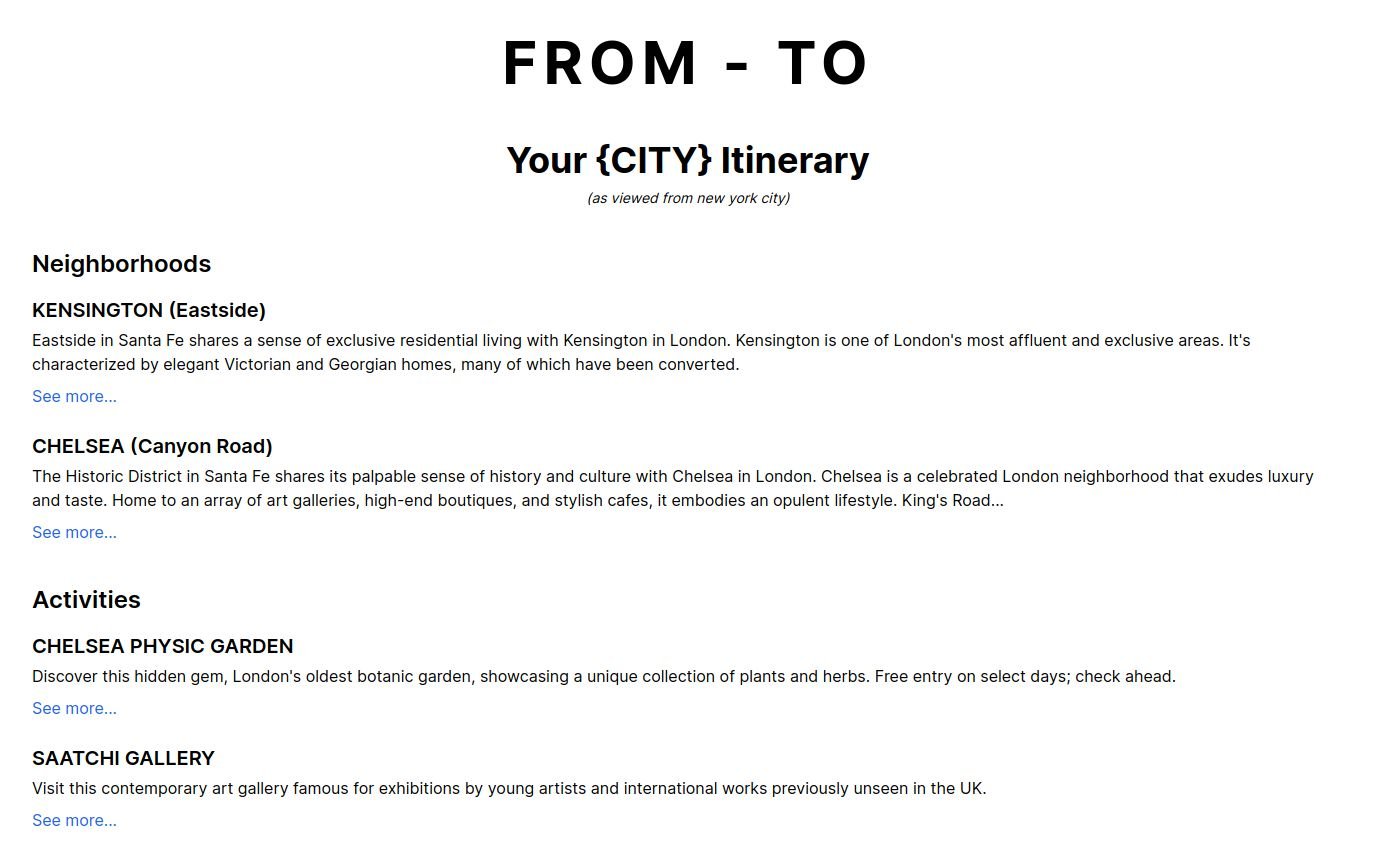 FROM - TO
Your {CITY} Itinerary
(as viewed from new york city)
Neighborhoods
KENSINGTON (Eastside)
Eastside in Santa Fe shares a sense of exclusive residential living with Kensington in London. Kensington is one of London's most affluent and exclusive areas. It's
characterized by elegant Victorian and Georgian homes, many of which have been converted.
See more...
CHELSEA (Canyon Road)
The Historic District in Santa Fe shares its palpable sense of history and culture with Chelsea in London. Chelsea is a celebrated London neighborhood that exudes luxury
and taste. Home to an array of art galleries, high-end boutiques, and stylish cafes, it embodies an opulent lifestyle. King's Road...
See more...
Activities
CHELSEA PHYSIC GARDEN
Discover this hidden gem, London's oldest botanic garden, showcasing a unique collection of plants and herbs. Free entry on select days; check ahead.
See more...
SAATCHI GALLERY
Visit this contemporary art gallery famous for exhibitions by young artists and international works previously unseen in the UK.
See more...